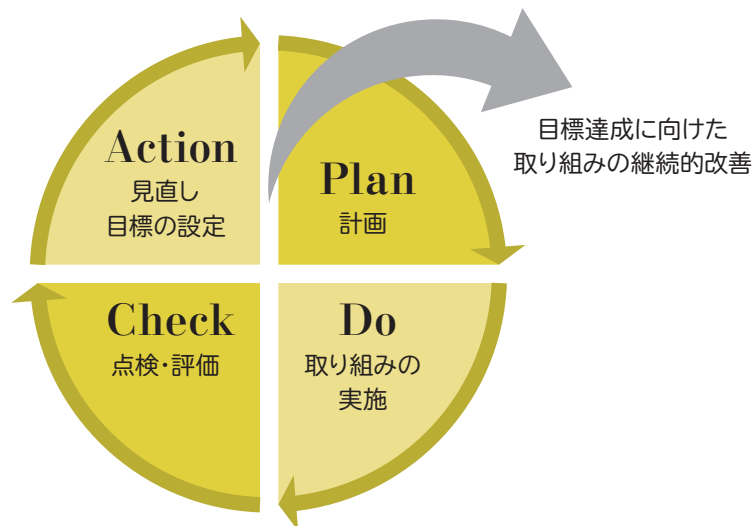 Action
見直し
目標の設定
Plan
計画
目標達成に向けた
取り組みの継続的改善
Check
点検・評価
Do
取り組みの
実施